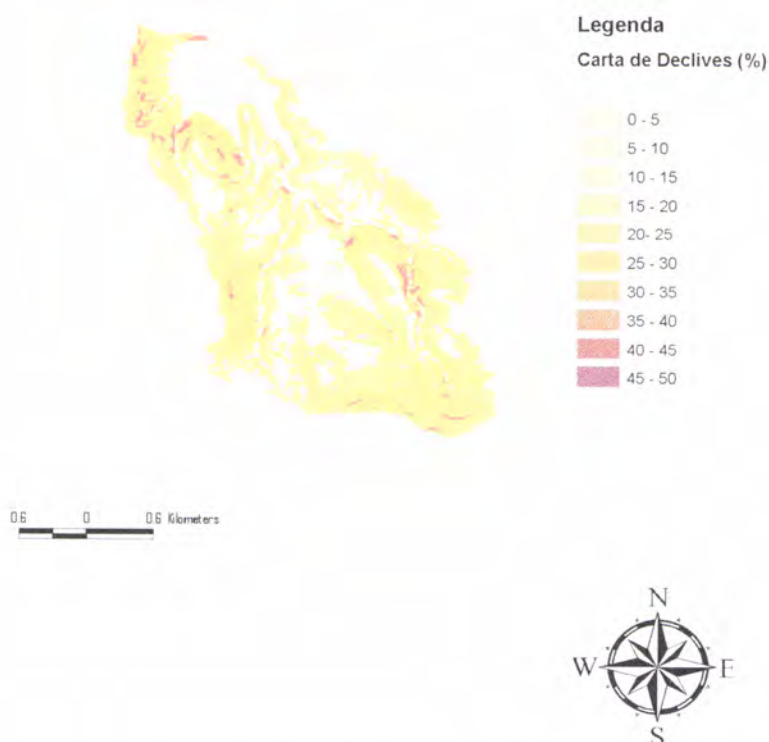 Legenda
Carta de Declives (%)
0 - 5
5 - 10
10 - 15
15 - 20
20- 25
25 - 30
30 - 35
35 - 40
40 - 45
45 - 50
0.6 0 0.6 Kilometers
N
W E
S